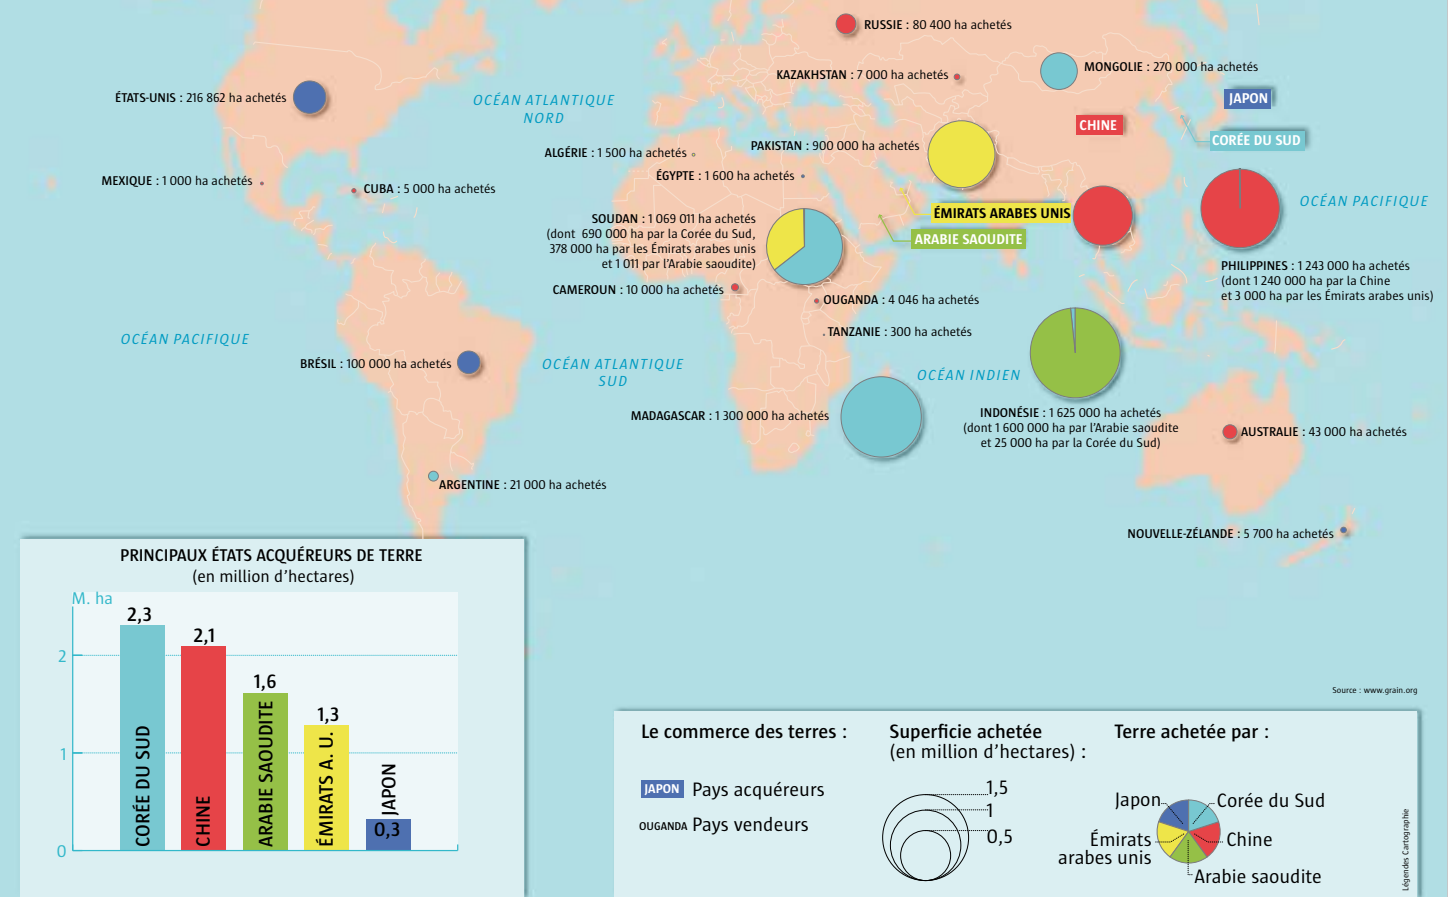 RUSSIE : 80 400 ha achetés
KAZAKHSTAN : 7 000 ha achetés
MONGOLIE : 270 000 ha achetés
ÉTATS-UNIS : 216 862 ha achetés
OCÉAN ATLANTIQUE
NORD
JAPON
CHINE
CORÉE DU SUD
ALGÉRIE : 1 500 ha achetés
PAKISTAN : 900 000 ha achetés
MEXIQUE : 1 000 ha achetés
CUBA : 5 000 ha achetés
ÉGYPTE : 1 600 ha achetés
OCÉAN PACIFIQUE
SOUDAN : 1 069 011 ha achetés
(dont 690 000 ha par la Corée du Sud,
378 000 ha par les Émirats arabes unis
et 1 011 par l'Arabie saoudite)
ÉMIRATS ARABES UNIS
ARABIE SAOUDITE
PHILIPPINES : 1 243 000 ha achetés
(dont 1 240 000 ha par la Chine
et 3 000 ha par les Émirats arabes unis)
CAMEROUN : 10 000 ha achetés
OUGANDA : 4 046 ha achetés
TANZANIE : 300 ha achetés
OCÉAN PACIFIQUE
BRÉSIL : 100 000 ha achetés
OCÉAN ATLANTIQUE
SUD
OCÉAN INDIEN
MADAGASCAR : 1 300 000 ha achetés
INDONÉSIE : 1 625 000 ha achetés
(dont 1 600 000 ha par l'Arabie saoudite
et 25 000 ha par la Corée du Sud)
AUSTRALIE : 43 000 ha achetés
ARGENTINE : 21 000 ha achetés
NOUVELLE-ZÉLANDE : 5 700 ha achetés
PRINCIPAUX ÉTATS ACQUÉREURS DE TERRE
(en million d'hectares)
M. ha
2
1
0
2,3
2,1
1,6
1,3
0,3
CORÉE DU SUD
CHINE
ARABIE SAOUDITE
ÉMIRATS A. U.
JAPON
Source : www.grain.org
Le commerce des terres :
JAPON Pays acquéreurs
OUGANDA Pays vendeurs
Superficie achetée
(en million d'hectares) :
1,5
1
0,5
Terre achetée par :
Japon
Corée du Sud
Émirats
arabes unis
Chine
Arabie saoudite
Légendes Cartographie